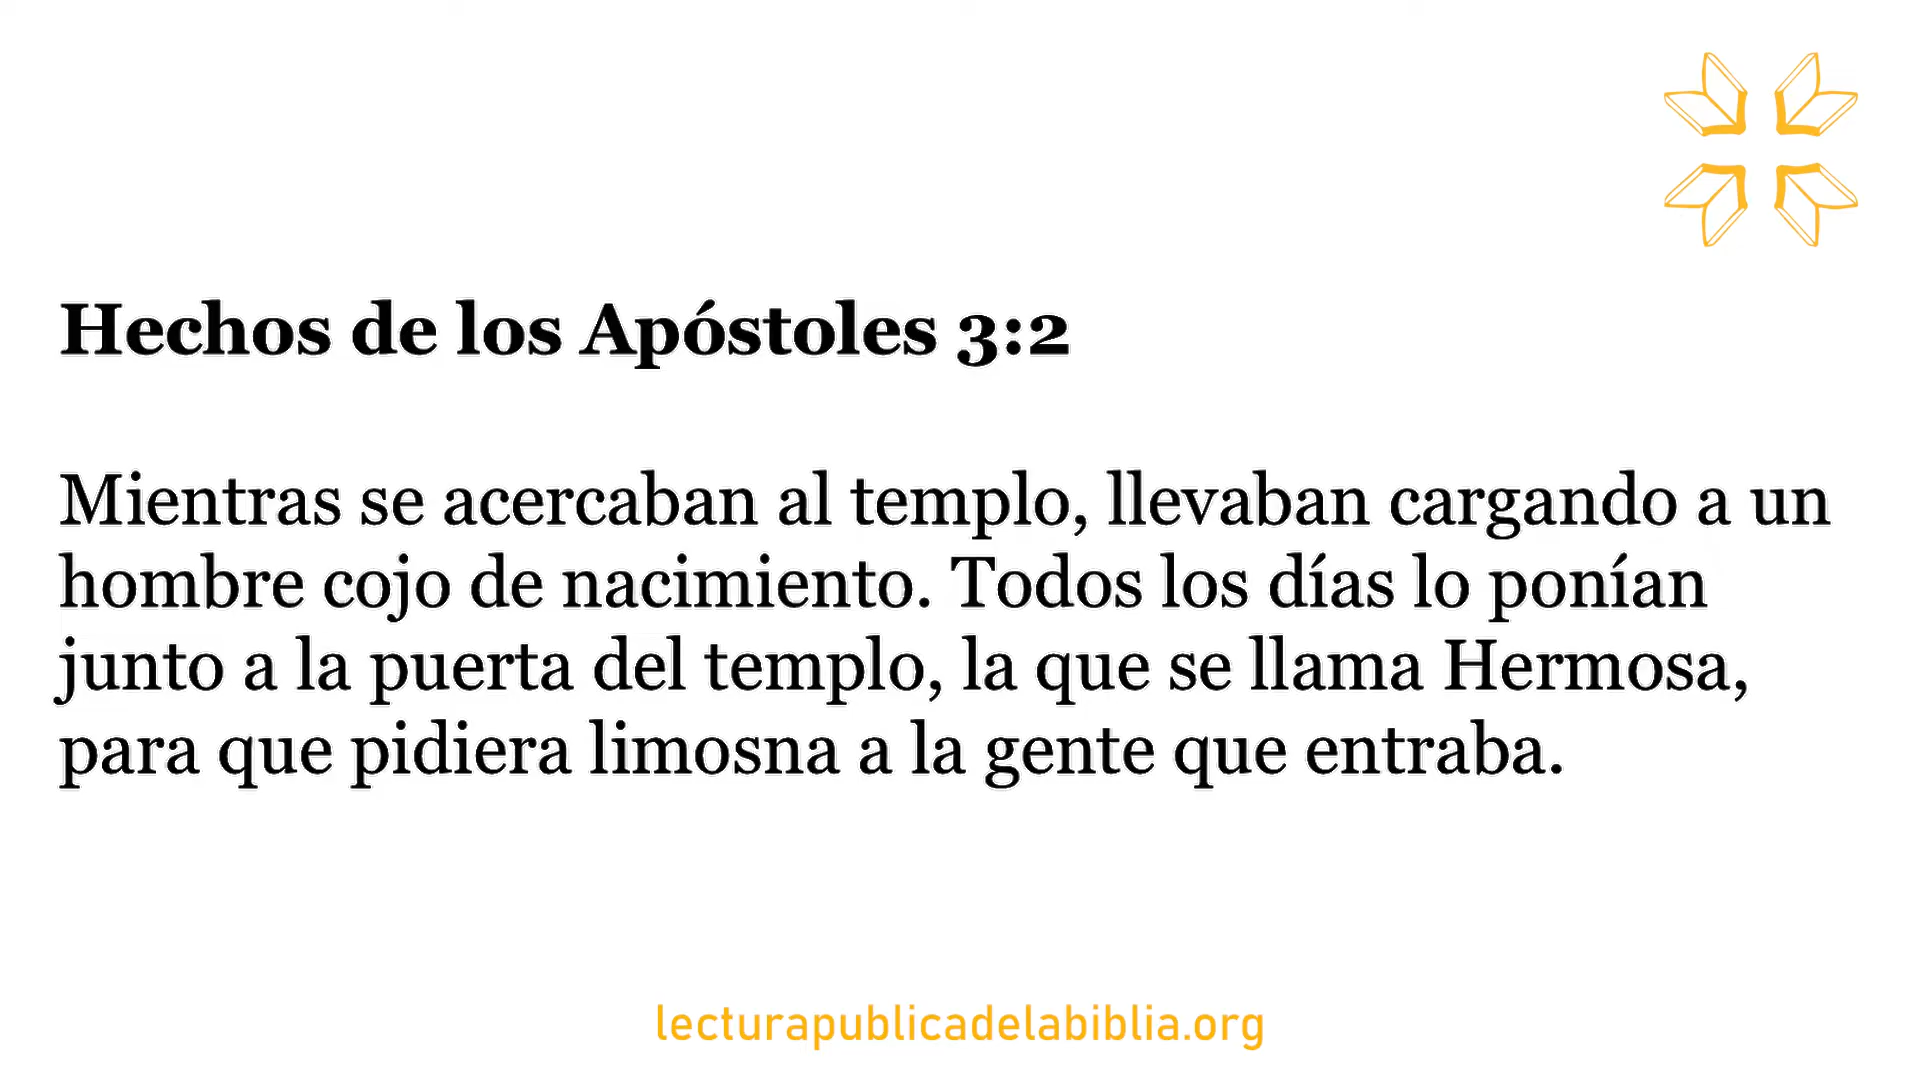 Hechos de los Apóstoles 3:2
Mientras se acercaban al templo, llevaban cargando a un
hombre cojo de nacimiento. Todos los días lo ponían
junto a la puerta del templo, la que se llama Hermosa,
para que pidiera limosna a la gente que entraba.
lecturapublicadelabiblia.org